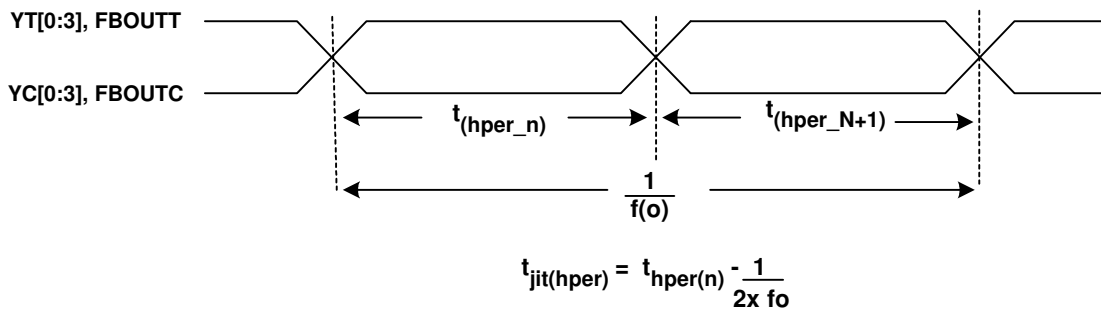 YT[0:3], FBOUTT
YC[0:3], FBOUTC
t(hper_n)
t(hper_N+1)
1
f(o)
tjit(hper) = thper(n) - 1
2x fo